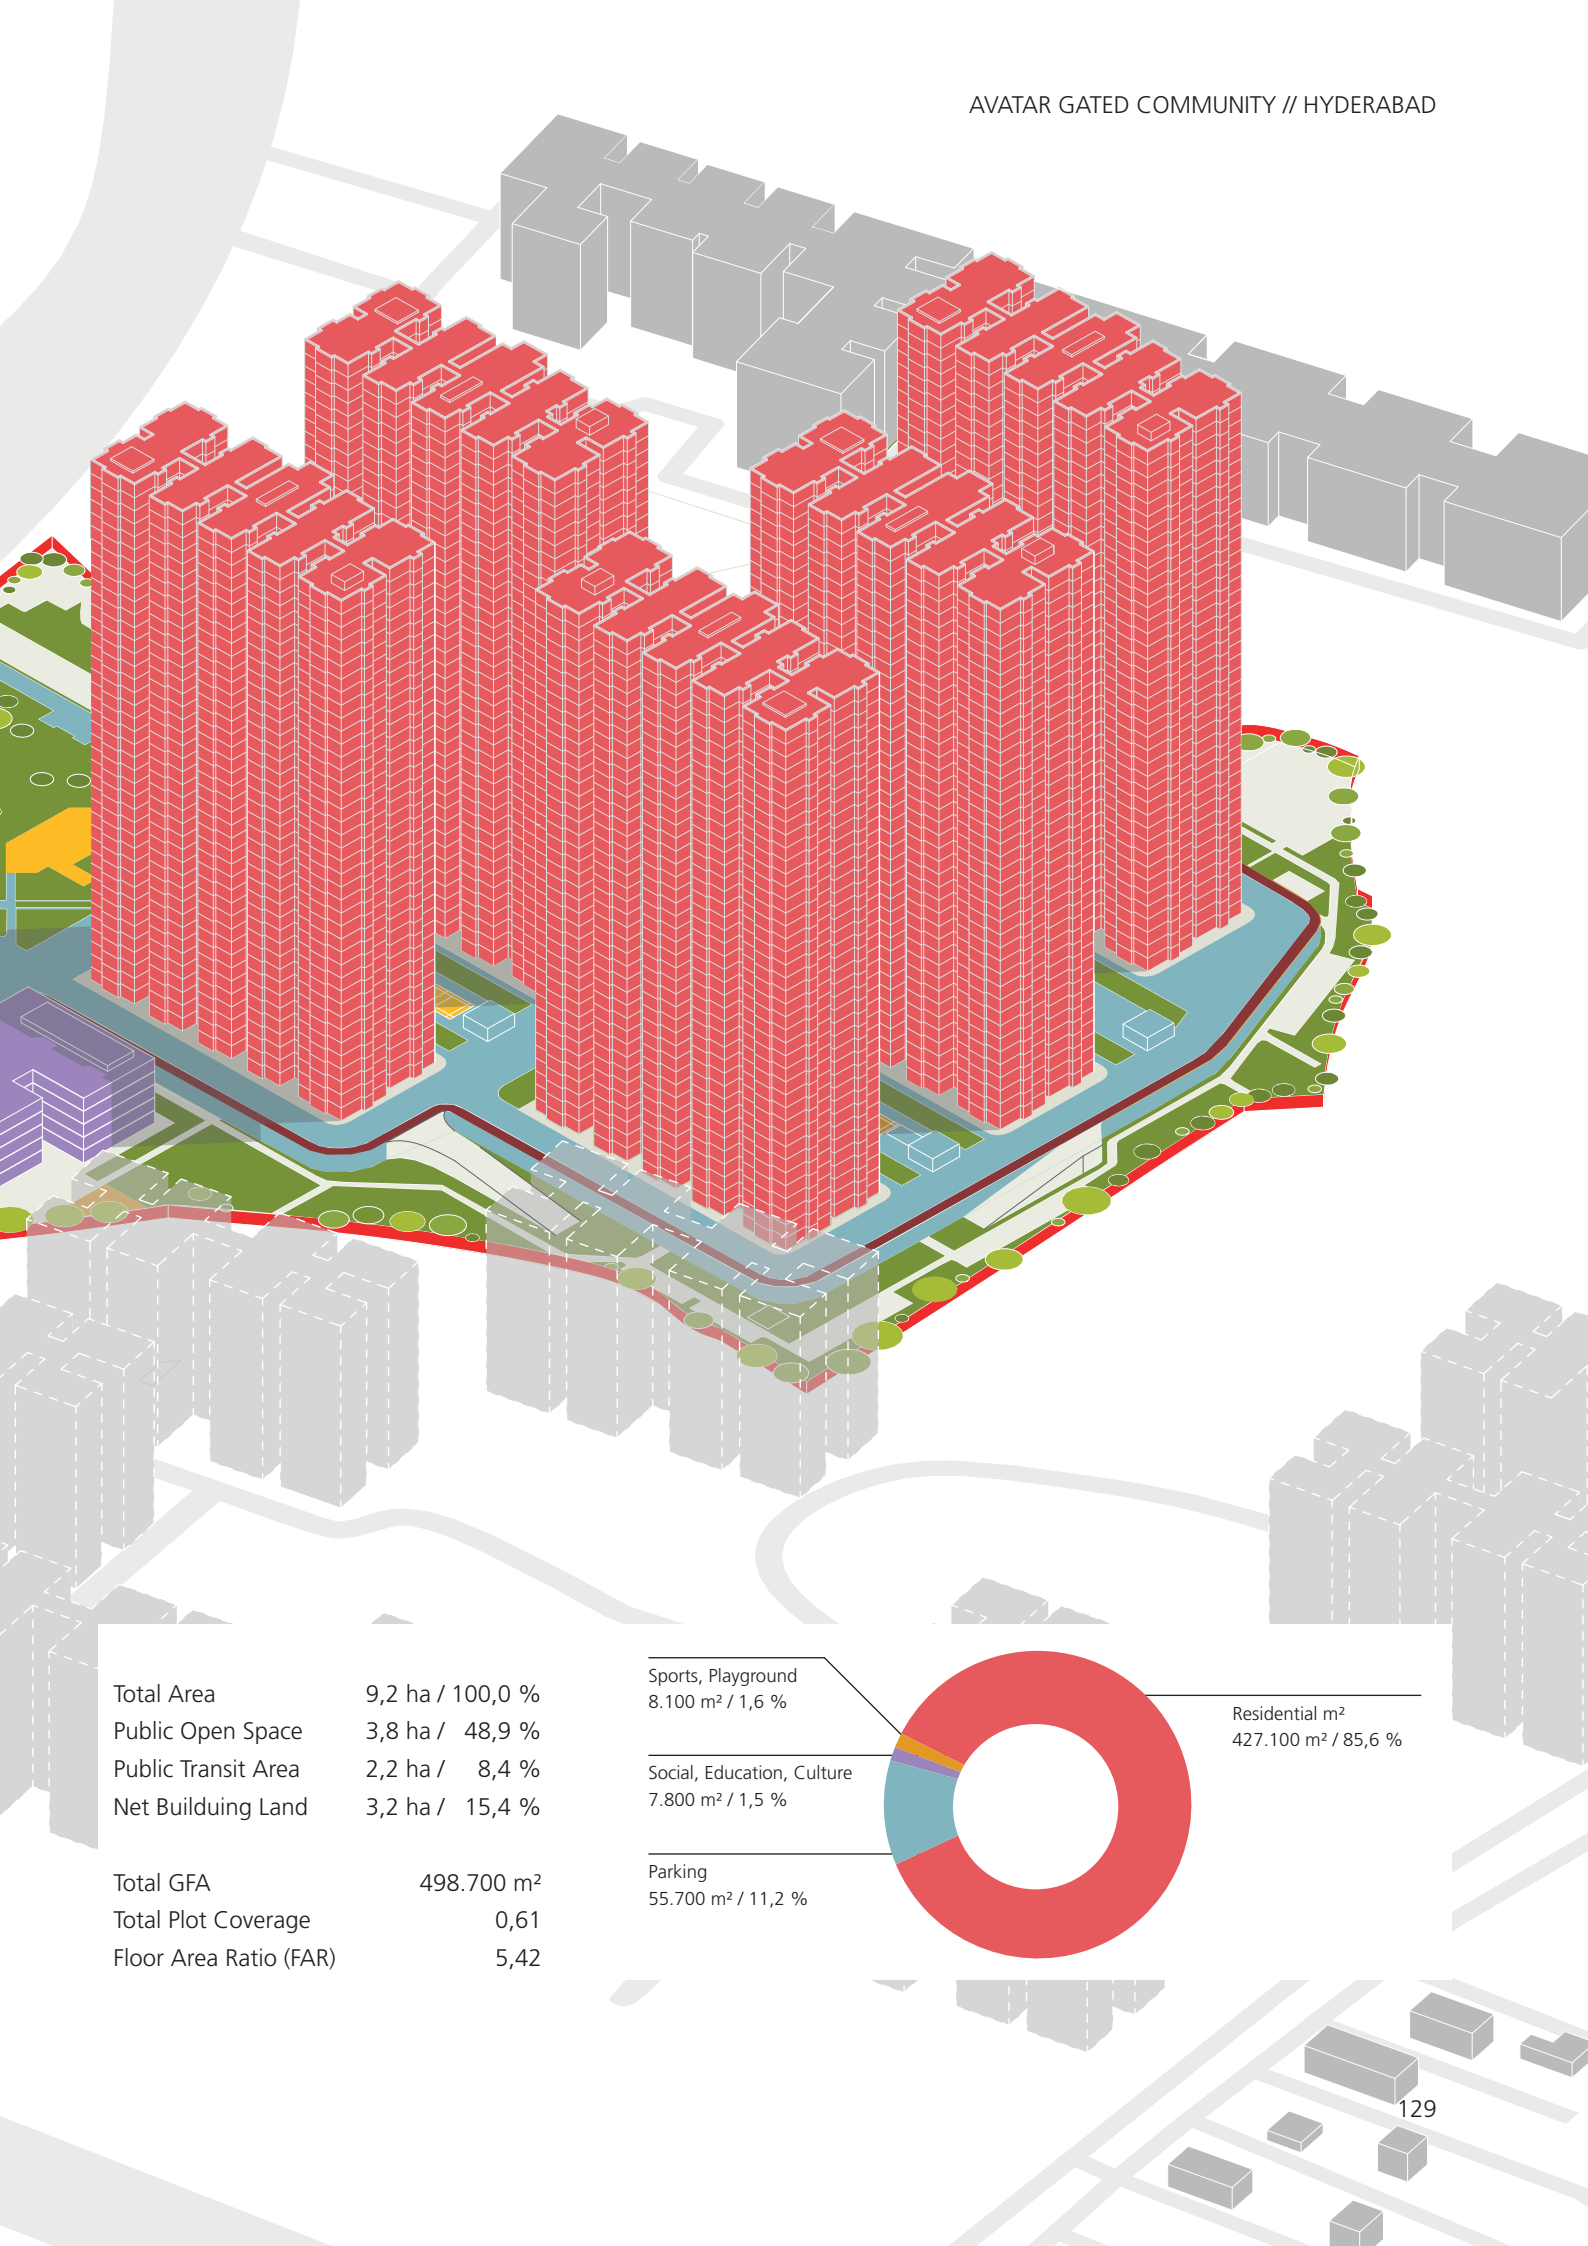 AVATAR GATED COMMUNITY // HYDERABAD
Total Area 9,2 ha / 100,0 %
Public Open Space 3,8 ha / 48,9 %
Public Transit Area 2,2 ha / 8,4 %
Net Builduing Land 3,2 ha / 15,4 %
Total GFA 498.700 m²
Total Plot Coverage 0,61
Floor Area Ratio (FAR) 5,42
Sports, Playground
8.100 m² / 1,6 %
Social, Education, Culture
7.800 m² / 1,5 %
Parking
55.700 m² / 11,2 %
Residential m²
427.100 m² / 85,6 %
129